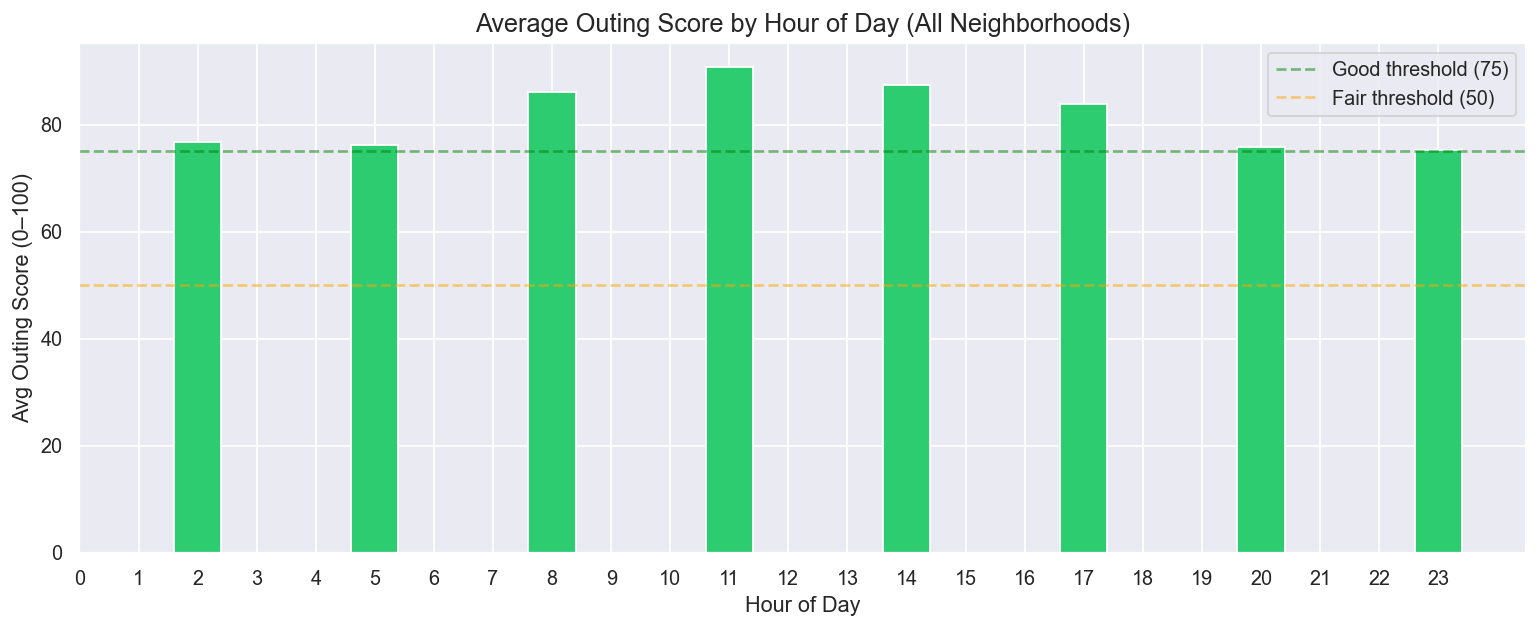 Average Outing Score by Hour of Day (All Neighborhoods)
Good threshold (75)
Fair threshold (50)
Avg Outing Score (0–100)
80
60
40
20
0
0 1 2 3 4 5 6 7 8 9 10 11 12 13 14 15 16 17 18 19 20 21 22 23
Hour of Day